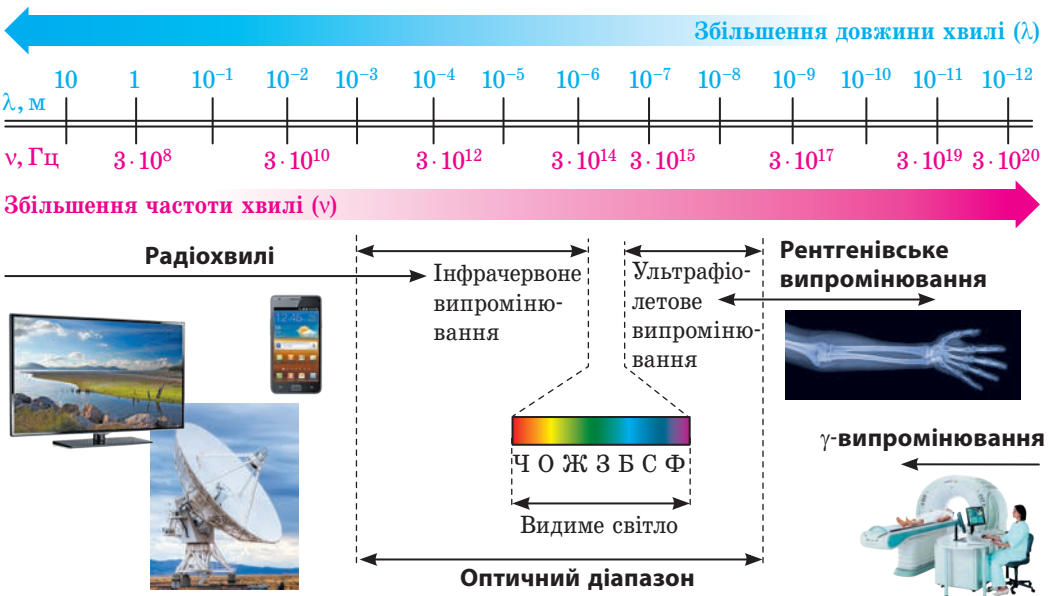 Збільшення довжини хвилі (λ)
10 1 10⁻¹ 10⁻² 10⁻³ 10⁻⁴ 10⁻⁵ 10⁻⁶ 10⁻⁷ 10⁻⁸ 10⁻⁹ 10⁻¹⁰ 10⁻¹¹ 10⁻¹²
λ, м
ν, Гц 3·10⁸ 3·10¹⁰ 3·10¹² 3·10¹⁴ 3·10¹⁵ 3·10¹⁷ 3·10¹⁹ 3·10²⁰
Збільшення частоти хвилі (ν)
Радіохвилі
Інфрачервоне
випроміню-
вання
Ультрафіо-
летове
випроміню-
вання
Рентгенівське
випромінювання
12:45
Ч О Ж З Б С Ф
Видиме світло
γ-випромінювання
Оптичний діапазон